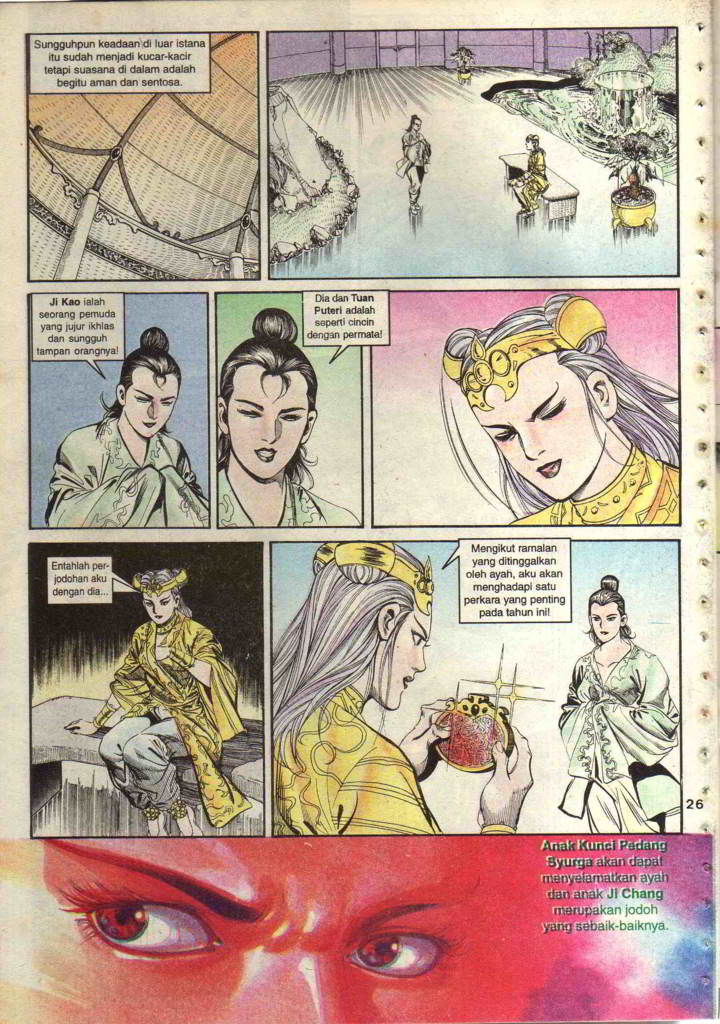 Sungguhpun keadaan di luar istana
itu sudah menjadi kucar-kacir
tetapi suasana di dalam adalah
begitu aman dan sentosa.
Ji Kao ialah
seorang pemuda
yang jujur ikhlas
dan sungguh
tampan orangnya!
Dia dan Tuan
Puteri adalah
seperti cincin
dengan permata!
Entahlah per-
jodohan aku
dengan dia...
Mengikut ramalan
yang ditinggalkan
oleh ayah, aku akan
menghadapi satu
perkara yang penting
pada tahun ini!
26
Anak Kunci Pedang
Syurga akan dapat
menyelamatkan ayah
dan anak Ji Chang
merupakan jodoh
yang sebaik-baiknya.